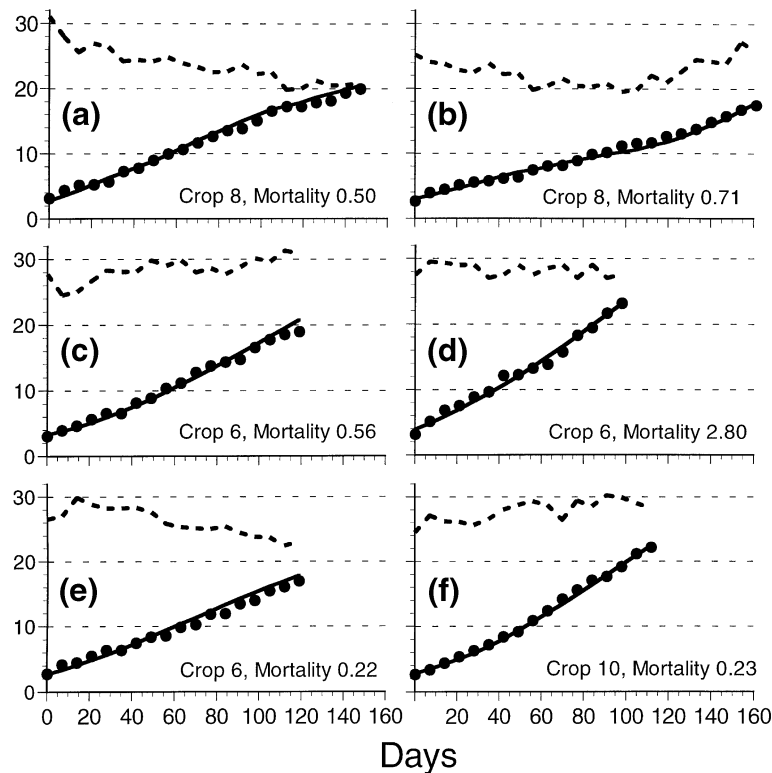 30
20
10
0
(a)
Crop 8, Mortality 0.50
(b)
Crop 8, Mortality 0.71
30
20
10
0
(c)
Crop 6, Mortality 0.56
(d)
Crop 6, Mortality 2.80
30
20
10
0
(e)
Crop 6, Mortality 0.22
(f)
Crop 10, Mortality 0.23
0 20 40 60 80 100 120 140 160
20 40 60 80 100 120 140 160
Days